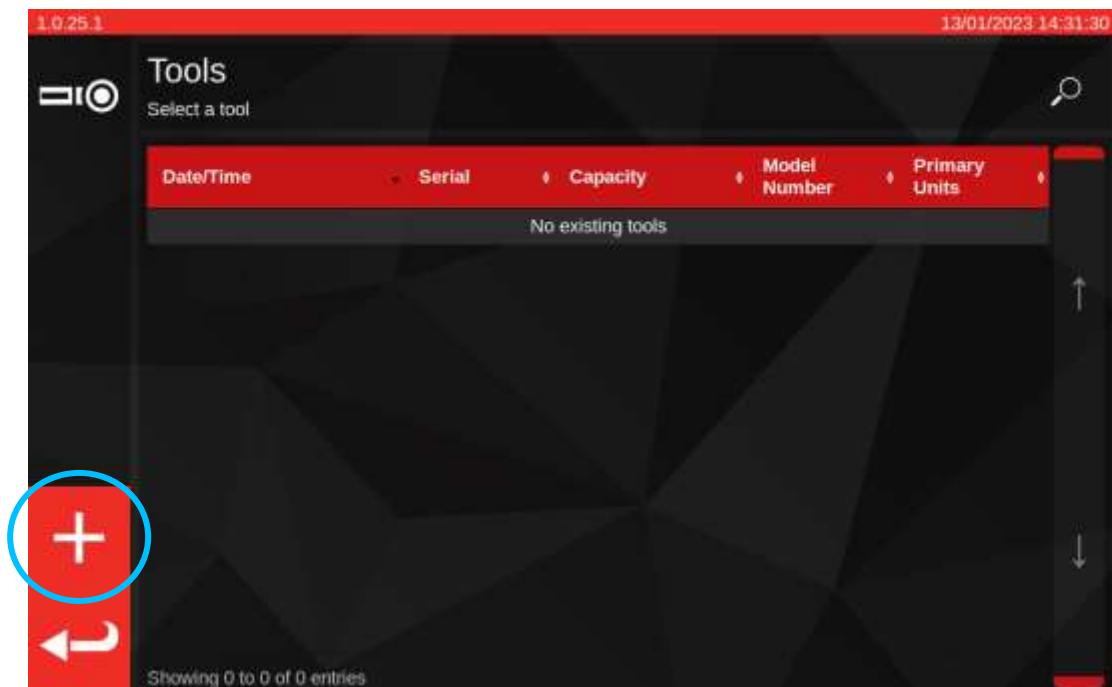 1.0.25.1 13/01/2023 14:31:30
Tools
Select a tool
Date/Time Serial Capacity Model Number Primary Units
No existing tools
Showing 0 to 0 of 0 entries